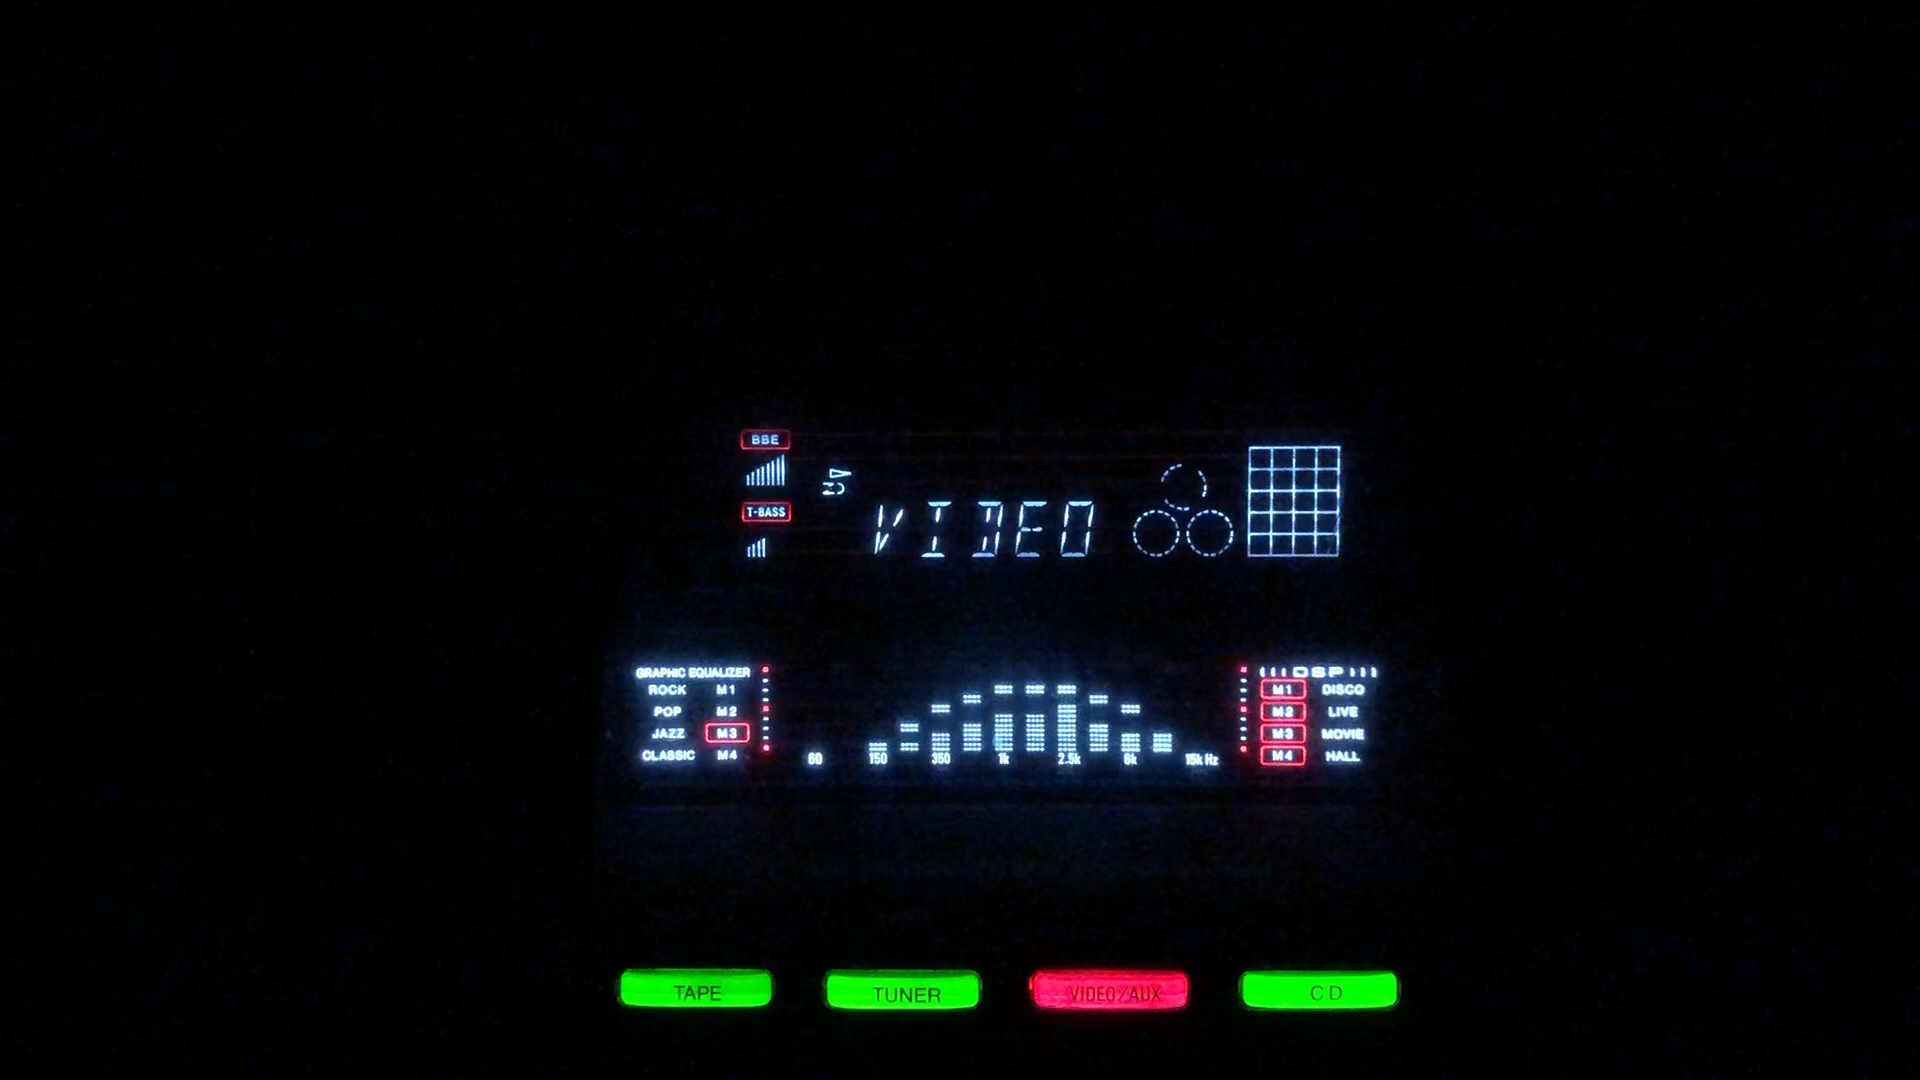 BBE
T-BASS
VIDEO
GRAPHIC EQUALIZER
ROCK M1
POP M2
JAZZ M3
CLASSIC M4
60 150 350 1k 2.5k 6k 15k Hz
DSP
M1 DISCO
M2 LIVE
M3 MOVIE
M4 HALL
TAPE
TUNER
VIDEO/AUX
CD